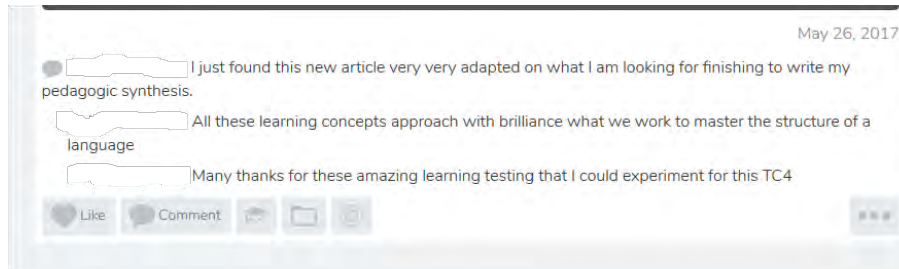 May 26, 2017
I just found this new article very very adapted on what I am looking for finishing to write my
pedagogic synthesis.
All these learning concepts approach with brilliance what we work to master the structure of a
language
Many thanks for these amazing learning testing that I could experiment for this TC4
Like Comment